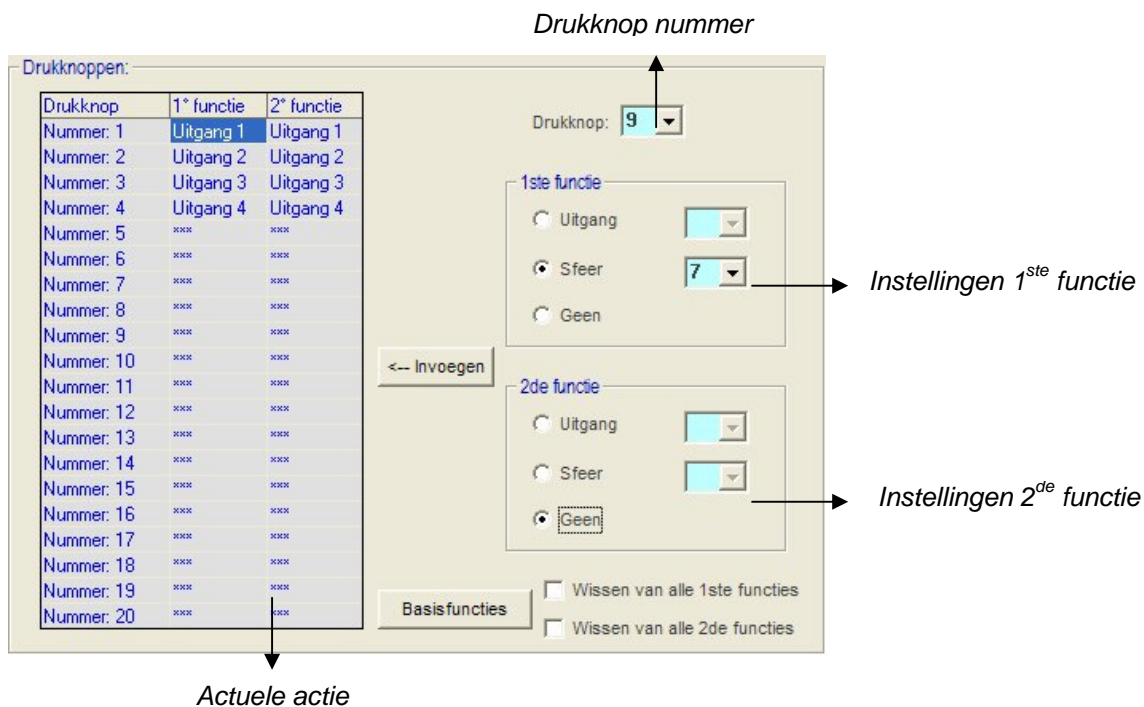 Drukknop nummer
Drukknoppen:
Drukknop 1° functie 2° functie
Nummer: 1 Uitgang 1 Uitgang 1
Nummer: 2 Uitgang 2 Uitgang 2
Nummer: 3 Uitgang 3 Uitgang 3
Nummer: 4 Uitgang 4 Uitgang 4
Nummer: 5 *** ***
Nummer: 6 *** ***
Nummer: 7 *** ***
Nummer: 8 *** ***
Nummer: 9 *** ***
Nummer: 10 *** ***
Nummer: 11 *** ***
Nummer: 12 *** ***
Nummer: 13 *** ***
Nummer: 14 *** ***
Nummer: 15 *** ***
Nummer: 16 *** ***
Nummer: 17 *** ***
Nummer: 18 *** ***
Nummer: 19 *** ***
Nummer: 20 *** ***
Drukknop: 9
1ste functie
Uitgang
Sfeer 7
Geen
Instellingen 1ste functie
<-- Invoegen
2de functie
Uitgang
Sfeer
Geen
Instellingen 2de functie
Basisfuncties
Wissen van alle 1ste functies
Wissen van alle 2de functies
Actuele actie